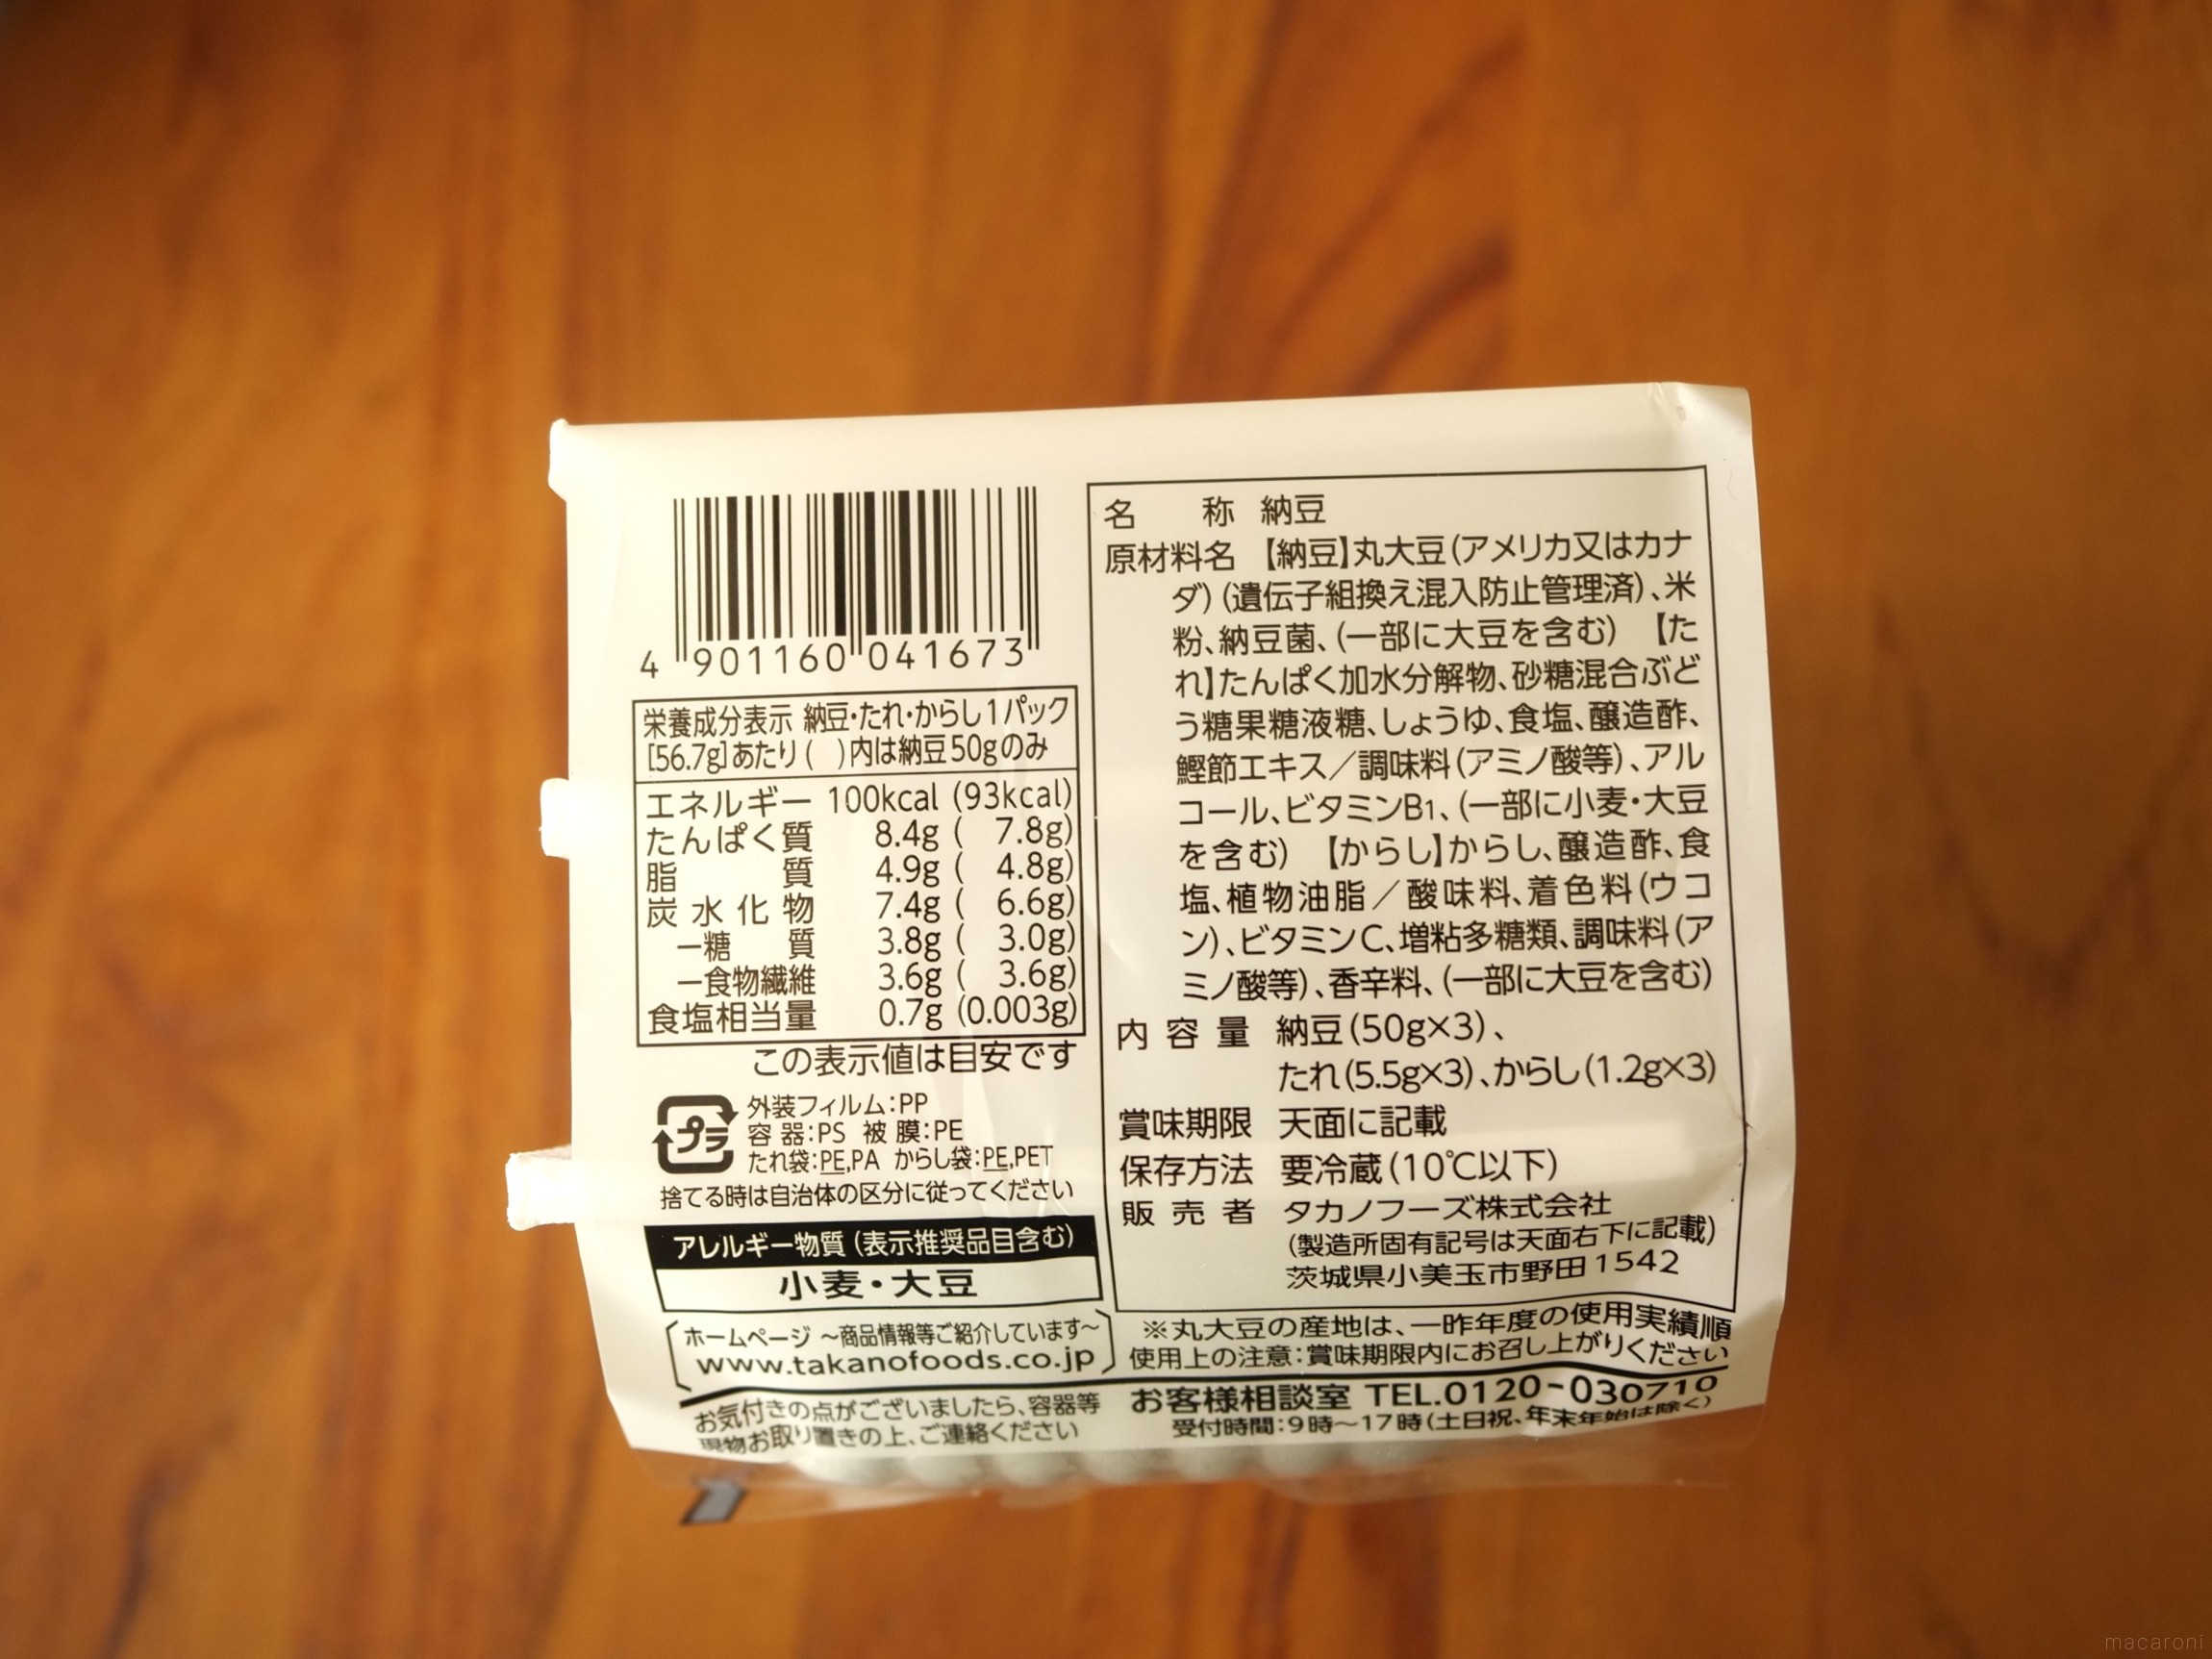 4 901160 041673
栄養成分表示 納豆・たれ・からし1パック
[56.7g]あたり( )内は納豆50gのみ
エネルギー 100kcal (93kcal)
たんぱく質 8.4g ( 7.8g)
脂質 4.9g ( 4.8g)
炭水化物 7.4g ( 6.6g)
ー糖質 3.8g ( 3.0g)
ー食物繊維 3.6g ( 3.6g)
食塩相当量 0.7g (0.003g)
この表示値は目安です
プラ
外装フィルム:PP
容器:PS 被膜:PE
たれ袋:PE,PA からし袋:PE,PET
捨てる時は自治体の区分に従ってください
アレルギー物質(表示推奨品目含む)
小麦・大豆
ホームページ ～商品情報等ご紹介しています～
www.takanofoods.co.jp
お気付きの点がございましたら、容器等
現物お取り置きの上、ご連絡ください
名称 納豆
原材料名 【納豆】丸大豆(アメリカ又はカナ
ダ)(遺伝子組換え混入防止管理済)、米
粉、納豆菌、(一部に大豆を含む) 【た
れ】たんぱく加水分解物、砂糖混合ぶど
う糖果糖液糖、しょうゆ、食塩、醸造酢、
鰹節エキス／調味料(アミノ酸等)、アル
コール、ビタミンB1、(一部に小麦・大豆
を含む) 【からし】からし、醸造酢、食
塩、植物油脂／酸味料、着色料(ウコ
ン)、ビタミンC、増粘多糖類、調味料(ア
ミノ酸等)、香辛料、(一部に大豆を含む)
内容量 納豆(50g×3)、
たれ(5.5g×3)、からし(1.2g×3)
賞味期限 天面に記載
保存方法 要冷蔵(10℃以下)
販売者 タカノフーズ株式会社
(製造所固有記号は天面右下に記載)
茨城県小美玉市野田1542
※丸大豆の産地は、一昨年度の使用実績順
使用上の注意:賞味期限内にお召し上がりください
お客様相談室 TEL.0120-030710
受付時間:9時～17時(土日祝、年末年始は除く)
macaroni